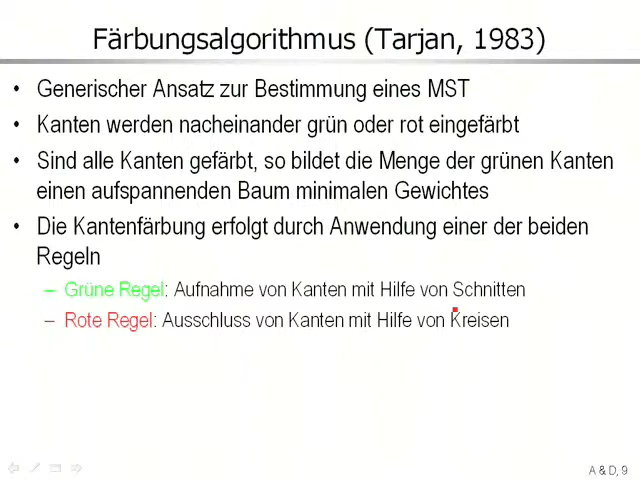 Färbungsalgorithmus (Tarjan, 1983)
• Generischer Ansatz zur Bestimmung eines MST
• Kanten werden nacheinander grün oder rot eingefärbt
• Sind alle Kanten gefärbt, so bildet die Menge der grünen Kanten
einen aufspannenden Baum minimalen Gewichtes
• Die Kantenfärbung erfolgt durch Anwendung einer der beiden
Regeln
– Grüne Regel: Aufnahme von Kanten mit Hilfe von Schnitten
– Rote Regel: Ausschluss von Kanten mit Hilfe von Kreisen
A & D, 9